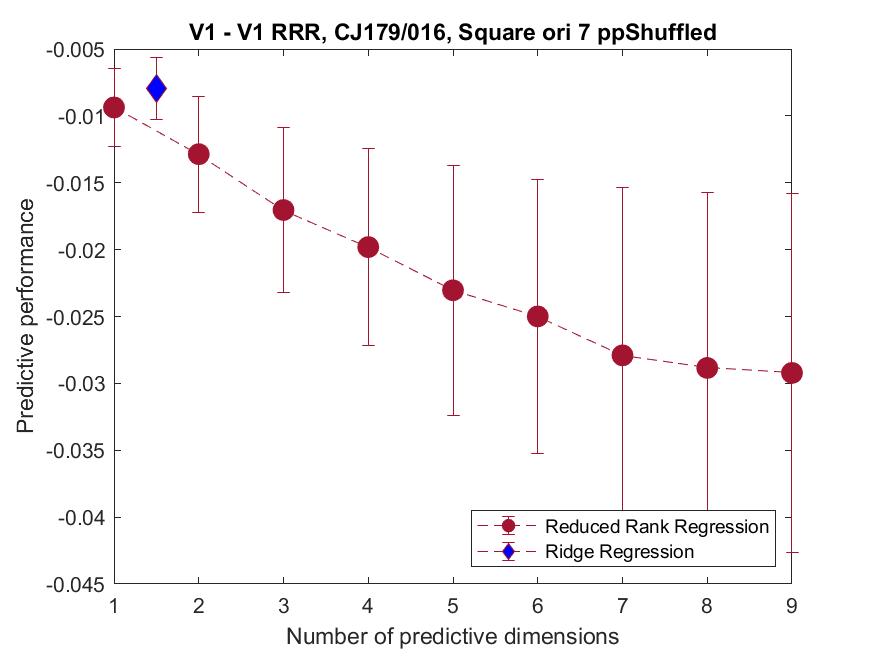 V1 - V1 RRR, CJ179/016, Square ori 7 ppShuffled
Predictive performance
-0.005
-0.01
-0.015
-0.02
-0.025
-0.03
-0.035
-0.04
-0.045
Reduced Rank Regression
Ridge Regression
1 2 3 4 5 6 7 8 9
Number of predictive dimensions